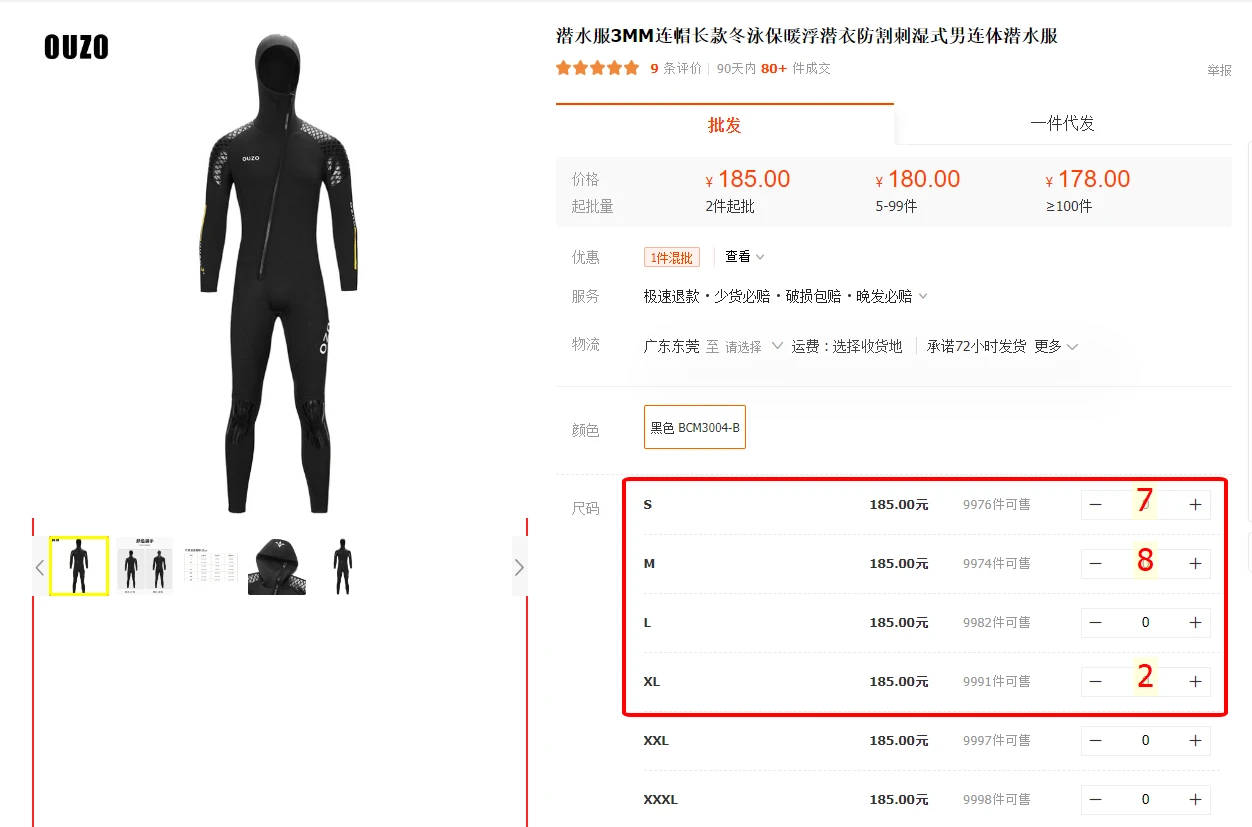 OUZO
OUZO
潜水服3MM连帽长款冬泳保暖浮潜衣防割刺湿式男连体潜水服
9 条评价 90天内 80+ 件成交
举报
批发 一件代发
价格 ¥ 185.00 ¥ 180.00 ¥ 178.00
起批量 2件起批 5-99件 ≥100件
优惠 1件混批 查看
服务 极速退款·少货必赔·破损包赔·晚发必赔
物流 广东东莞 至 请选择 运费:选择收货地 承诺72小时发货 更多
颜色 黑色 BCM3004-B
尺码 S 185.00元 9976件可售 − 7 +
M 185.00元 9974件可售 − 8 +
L 185.00元 9982件可售 − 0 +
XL 185.00元 9991件可售 − 2 +
XXL 185.00元 9997件可售 − 0 +
XXXL 185.00元 9998件可售 − 0 +